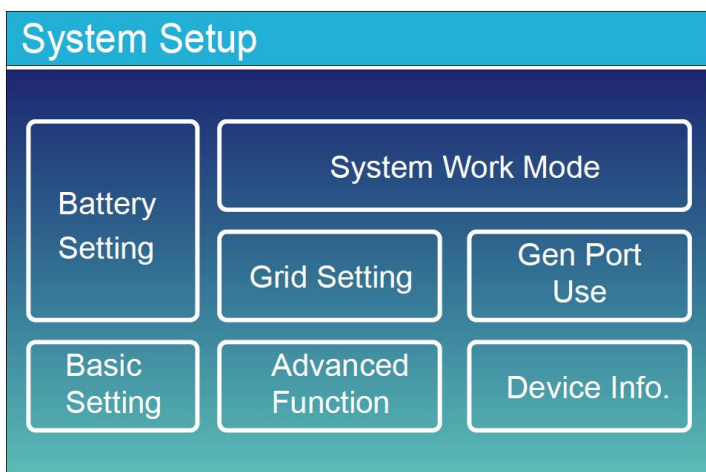 System Setup
Battery
Setting
System Work Mode
Grid Setting
Gen Port
Use
Basic
Setting
Advanced
Function
Device Info.